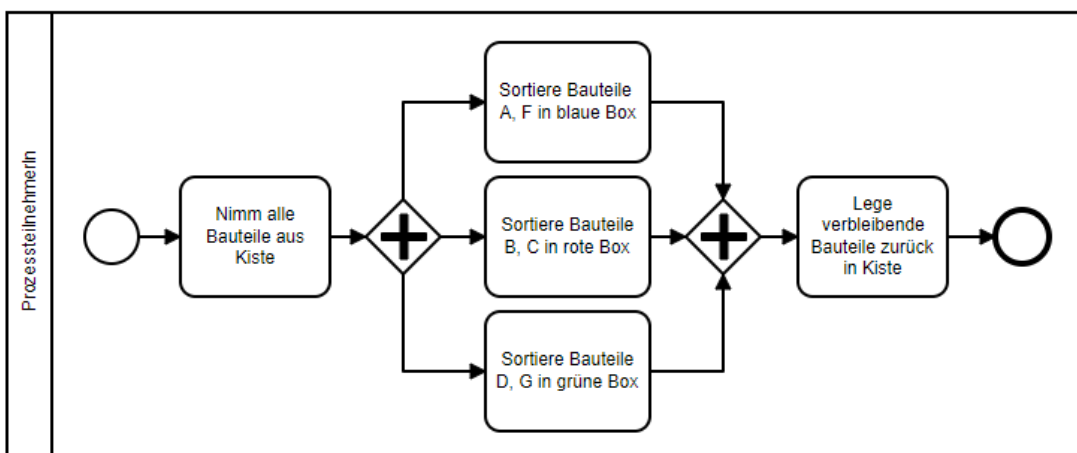 ProzessteilnehmerIn
Nimm alle
Bauteile aus
Kiste
Sortiere Bauteile
A, F in blaue Box
Sortiere Bauteile
B, C in rote Box
Sortiere Bauteile
D, G in grüne Box
Lege
verbleibende
Bauteile zurück
in Kiste